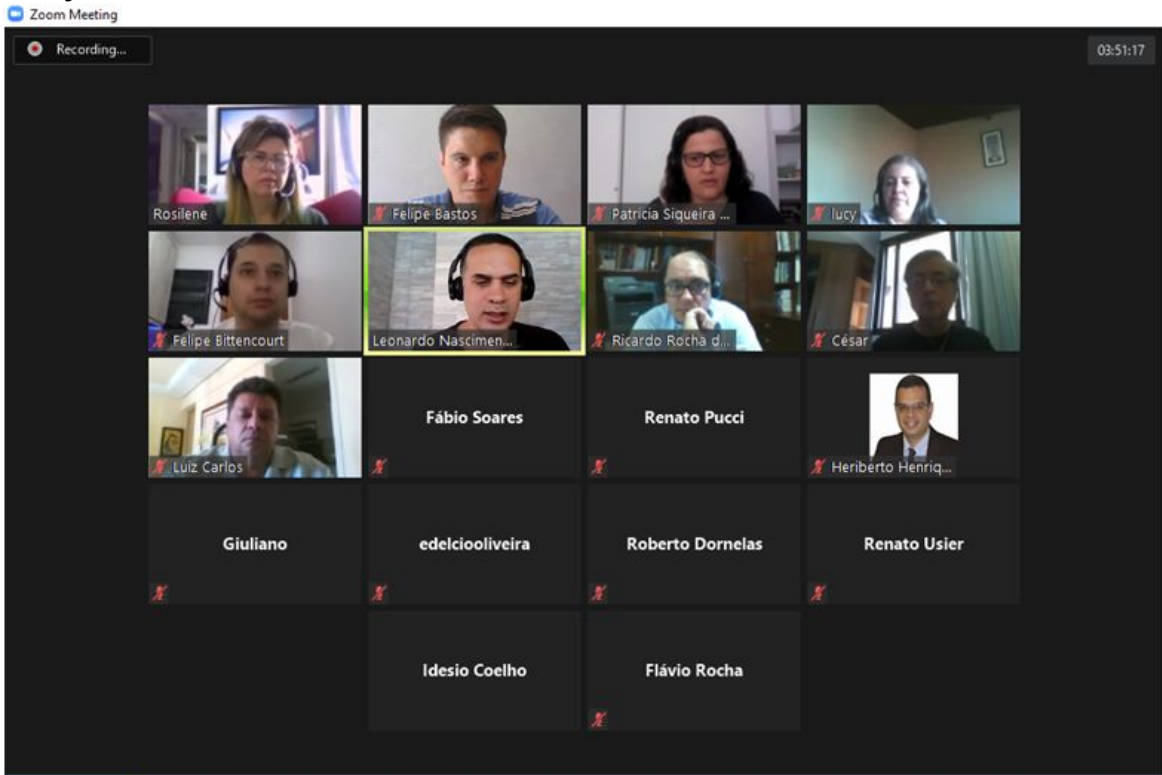 Zoom Meeting
Recording...
03:51:17
Rosilene
Felipe Bastos
Patricia Siqueira ...
lucy
Felipe Bittencourt
Leonardo Nascimen...
Ricardo Rocha d...
César
Luiz Carlos
Fábio Soares
Renato Pucci
Heriberto Henriq...
Giuliano
edelciooliveira
Roberto Dornelas
Renato Usier
Idesio Coelho
Flávio Rocha